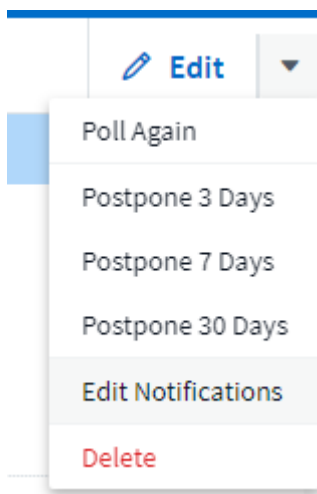 Edit
Poll Again
Postpone 3 Days
Postpone 7 Days
Postpone 30 Days
Edit Notifications
Delete